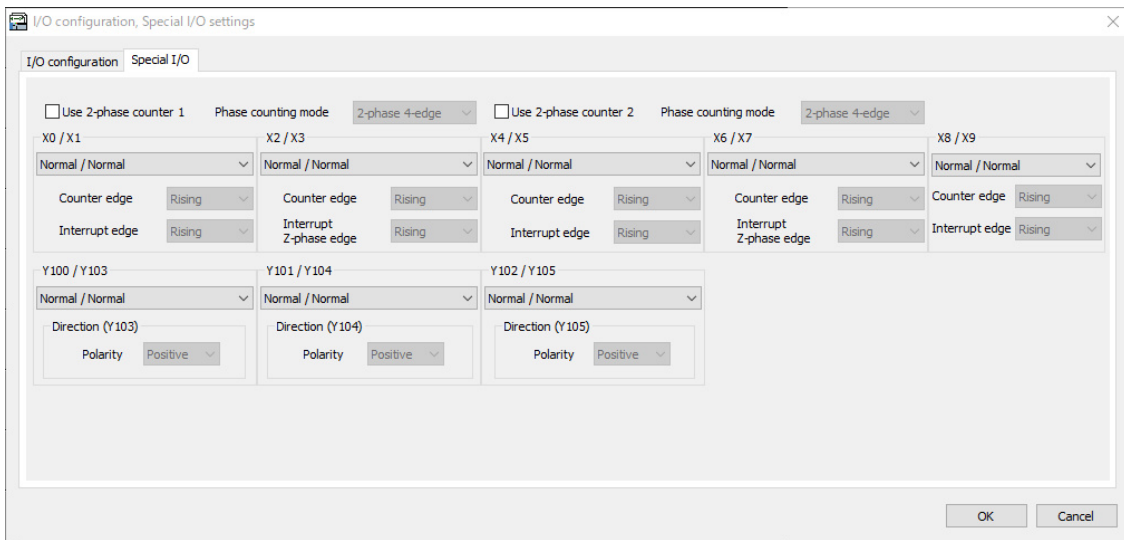 I/O configuration, Special I/O settings
I/O configuration Special I/O
Use 2-phase counter 1 Phase counting mode 2-phase 4-edge Use 2-phase counter 2 Phase counting mode 2-phase 4-edge
X0 / X1 X2 / X3 X4 / X5 X6 / X7 X8 / X9
Normal / Normal Normal / Normal Normal / Normal Normal / Normal Normal / Normal
Counter edge Rising Counter edge Rising Counter edge Rising Counter edge Rising Counter edge Rising
Interrupt edge Rising Interrupt Z-phase edge Rising Interrupt edge Rising Interrupt Z-phase edge Rising Interrupt edge Rising
Y100 / Y103 Y101 / Y104 Y102 / Y105
Normal / Normal Normal / Normal Normal / Normal
Direction (Y103) Direction (Y104) Direction (Y105)
Polarity Positive Polarity Positive Polarity Positive
OK Cancel